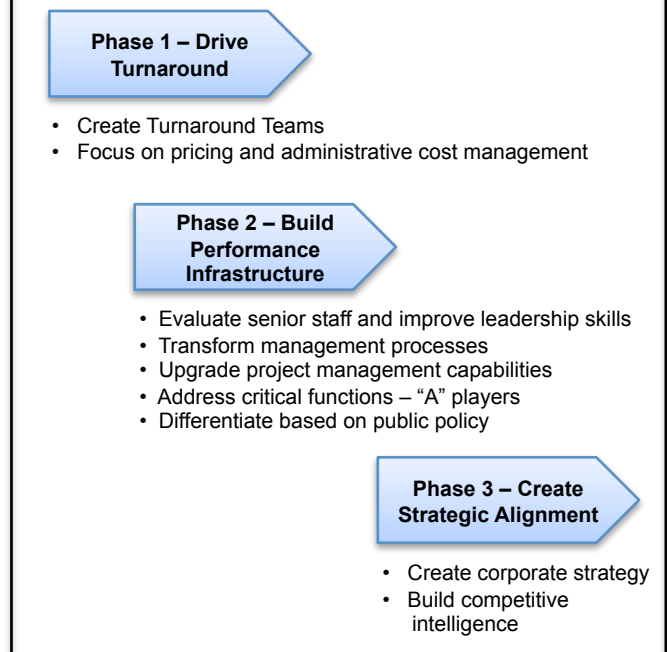 Phase 1 – Drive
Turnaround
• Create Turnaround Teams
• Focus on pricing and administrative cost management
Phase 2 – Build
Performance
Infrastructure
• Evaluate senior staff and improve leadership skills
• Transform management processes
• Upgrade project management capabilities
• Address critical functions – “A” players
• Differentiate based on public policy
Phase 3 – Create
Strategic Alignment
• Create corporate strategy
• Build competitive
intelligence